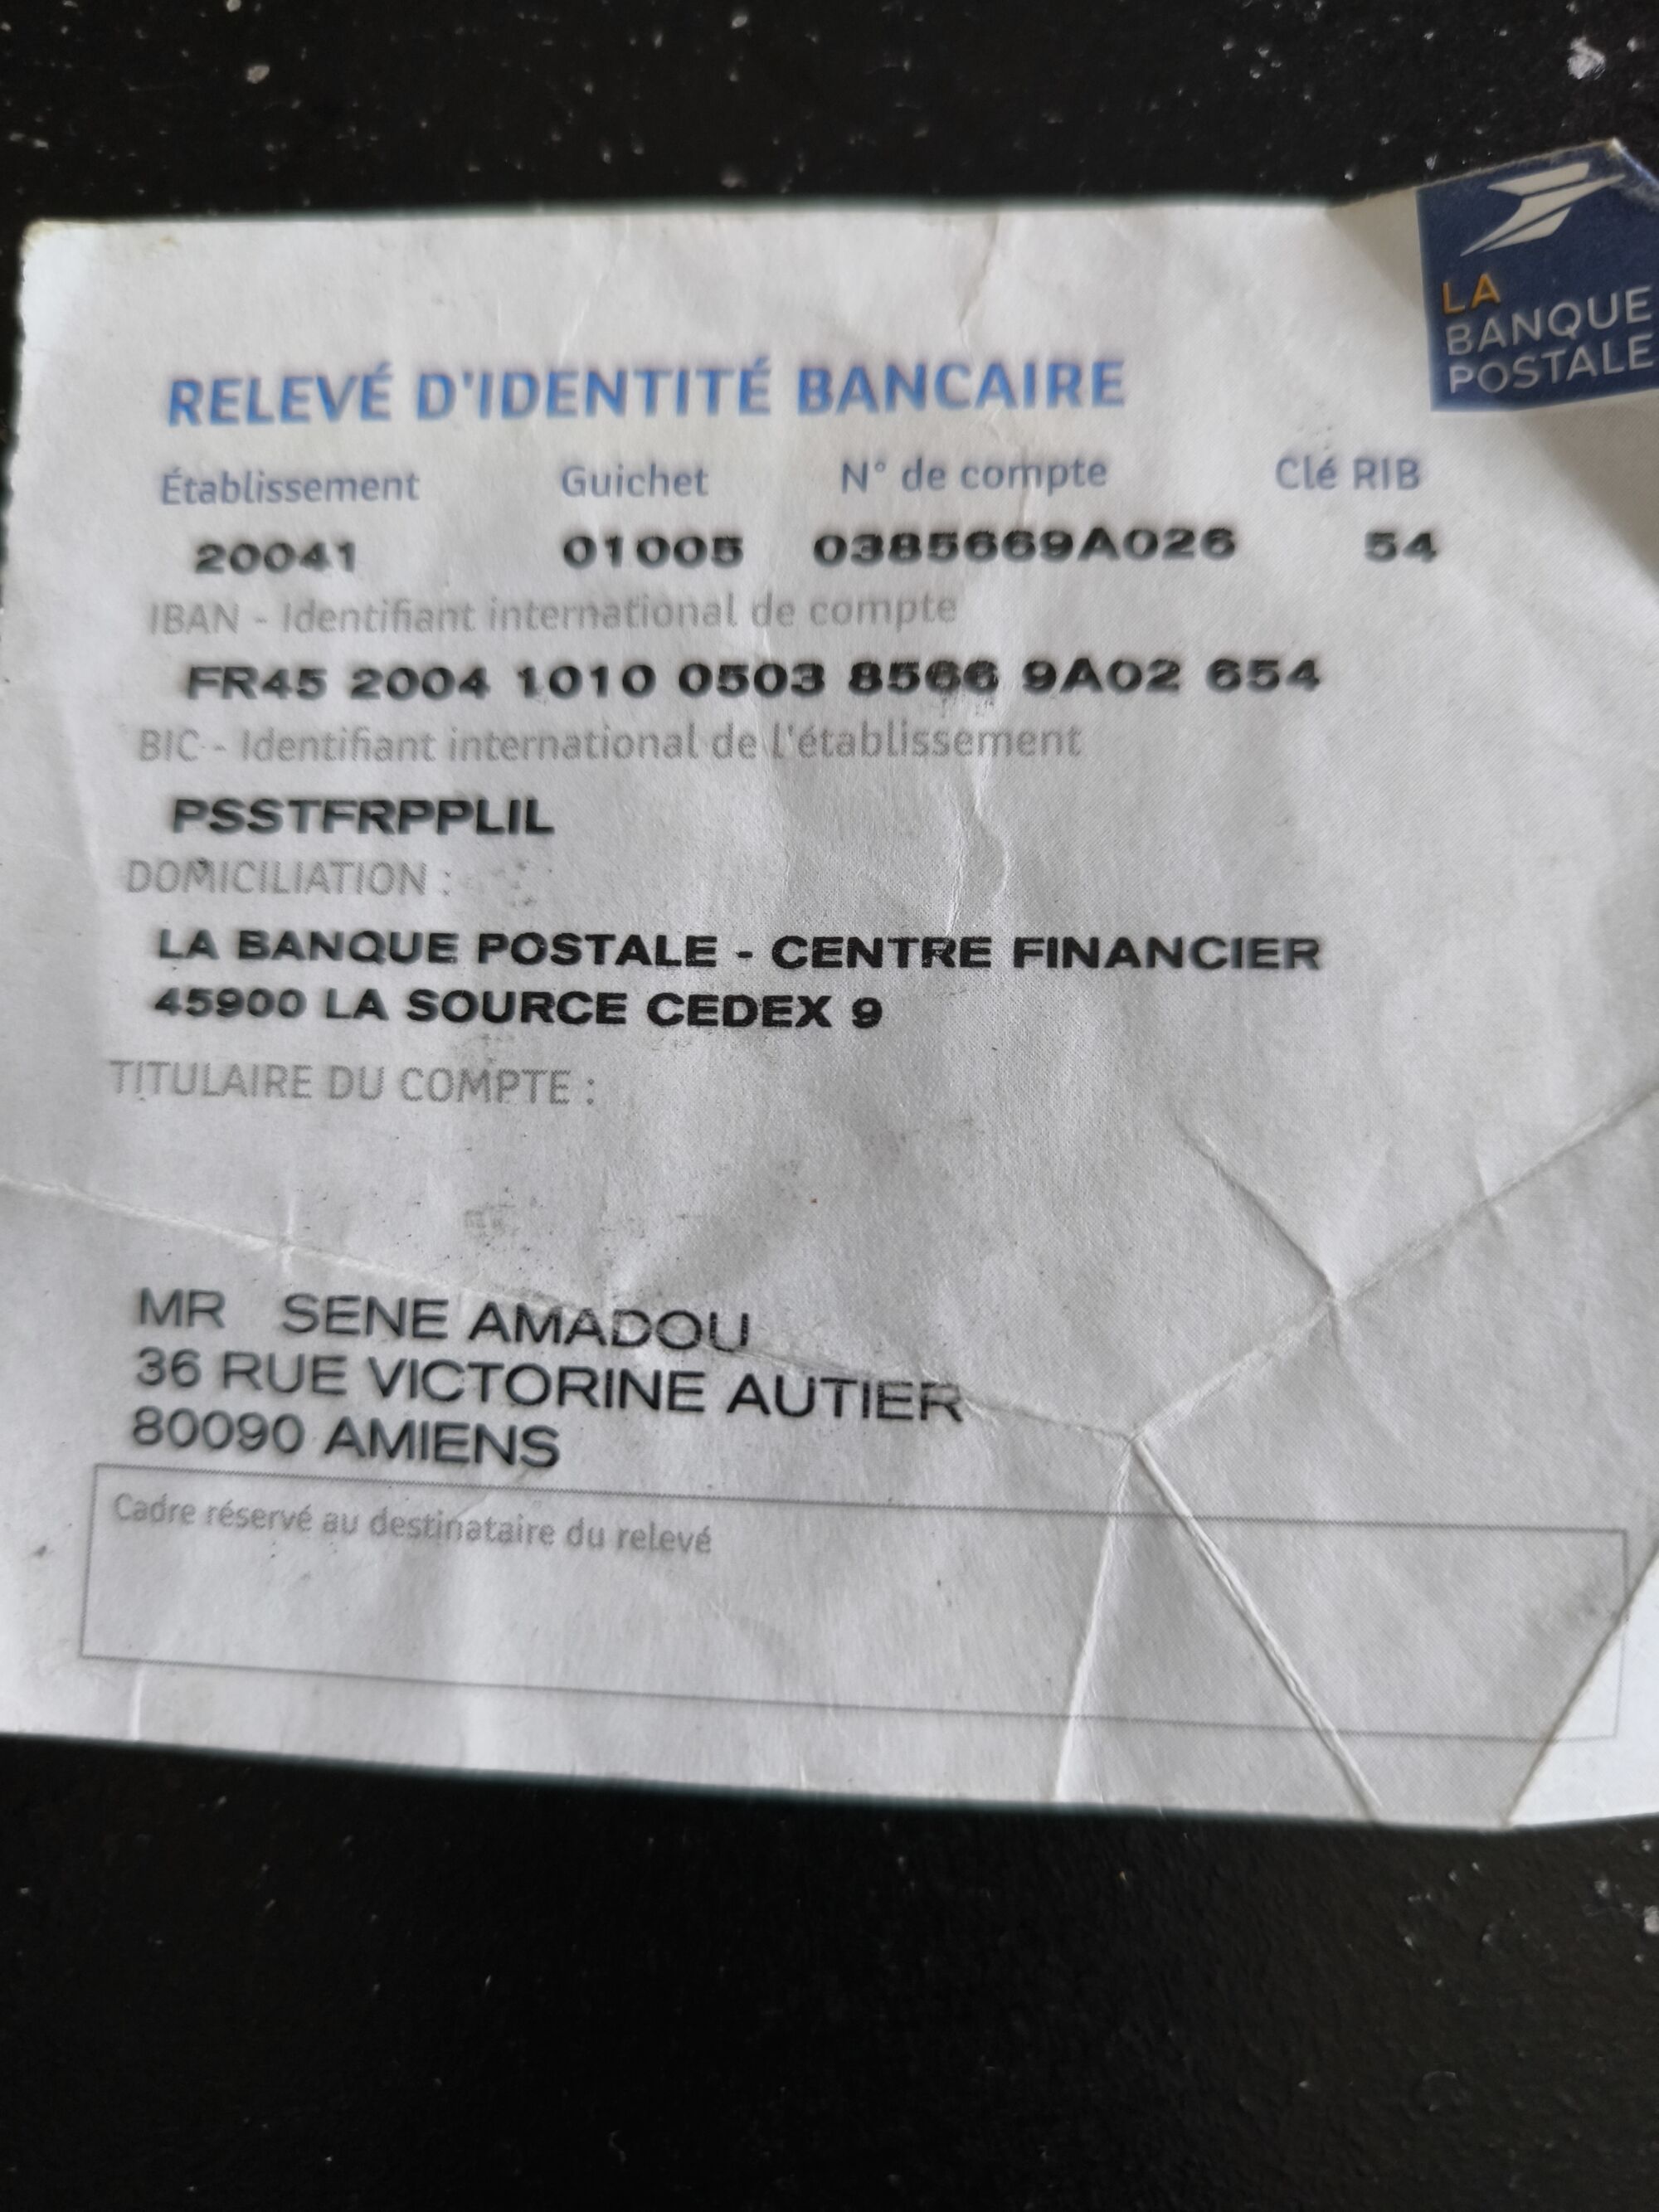 LA
BANQUE
POSTALE
RELEVÉ D'IDENTITÉ BANCAIRE
Établissement Guichet N° de compte Clé RIB
20041 01005 0385669A026 54
IBAN - Identifiant international de compte
FR45 2004 1010 0503 8566 9A02 654
BIC - Identifiant international de l'établissement
PSSTFRPPLIL
DOMICILIATION :
LA BANQUE POSTALE - CENTRE FINANCIER
45900 LA SOURCE CEDEX 9
TITULAIRE DU COMPTE :
MR SENE AMADOU
36 RUE VICTORINE AUTIER
80090 AMIENS
Cadre réservé au destinataire du relevé